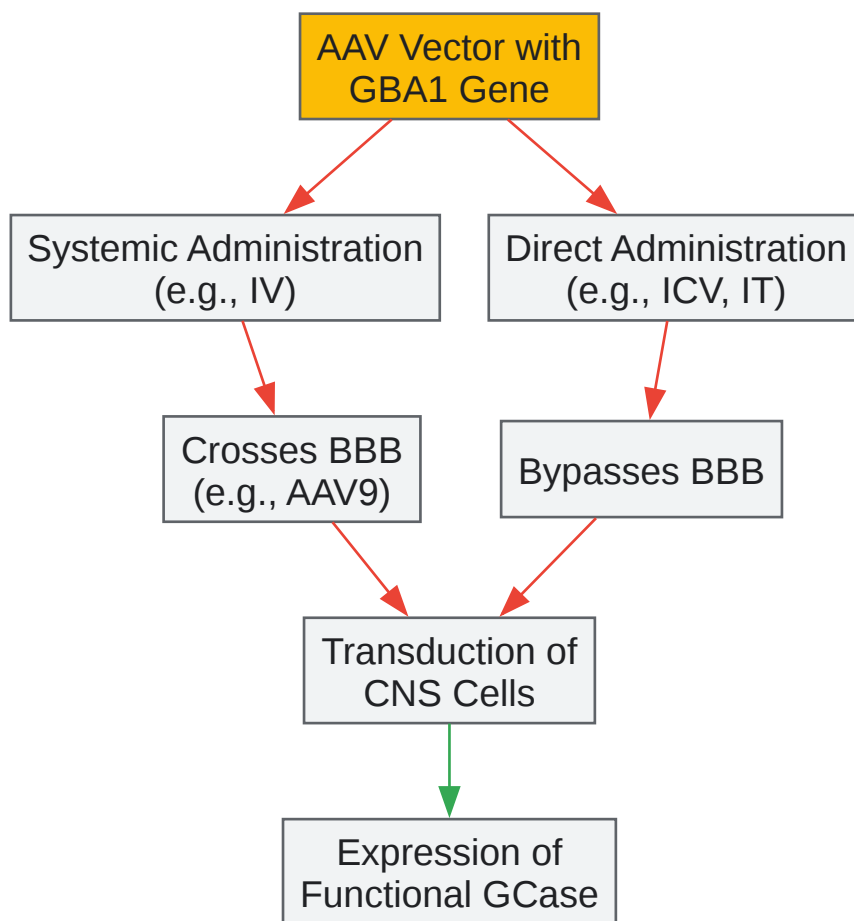 AAV Vector with
GBA1 Gene
Systemic Administration
(e.g., IV)
Direct Administration
(e.g., ICV, IT)
Crosses BBB
(e.g., AAV9)
Bypasses BBB
Transduction of
CNS Cells
Expression of
Functional GCase